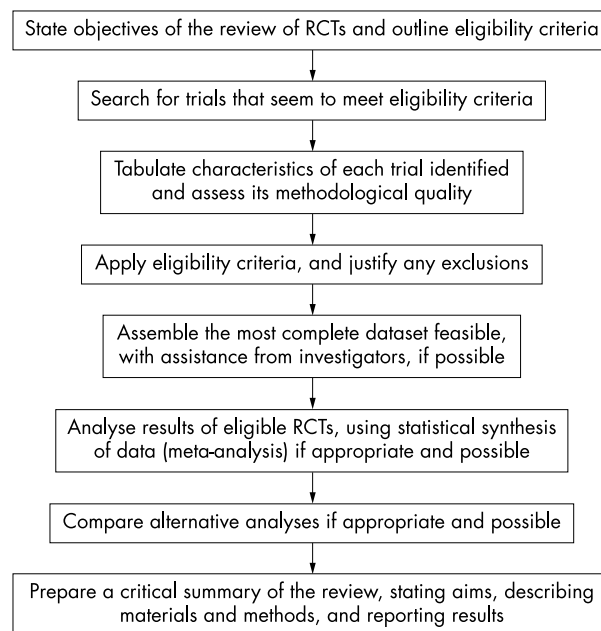 State objectives of the review of RCTs and outline eligibility criteria
Search for trials that seem to meet eligibility criteria
Tabulate characteristics of each trial identified
and assess its methodological quality
Apply eligibility criteria, and justify any exclusions
Assemble the most complete dataset feasible,
with assistance from investigators, if possible
Analyse results of eligible RCTs, using statistical synthesis
of data (meta-analysis) if appropriate and possible
Compare alternative analyses if appropriate and possible
Prepare a critical summary of the review, stating aims, describing
materials and methods, and reporting results